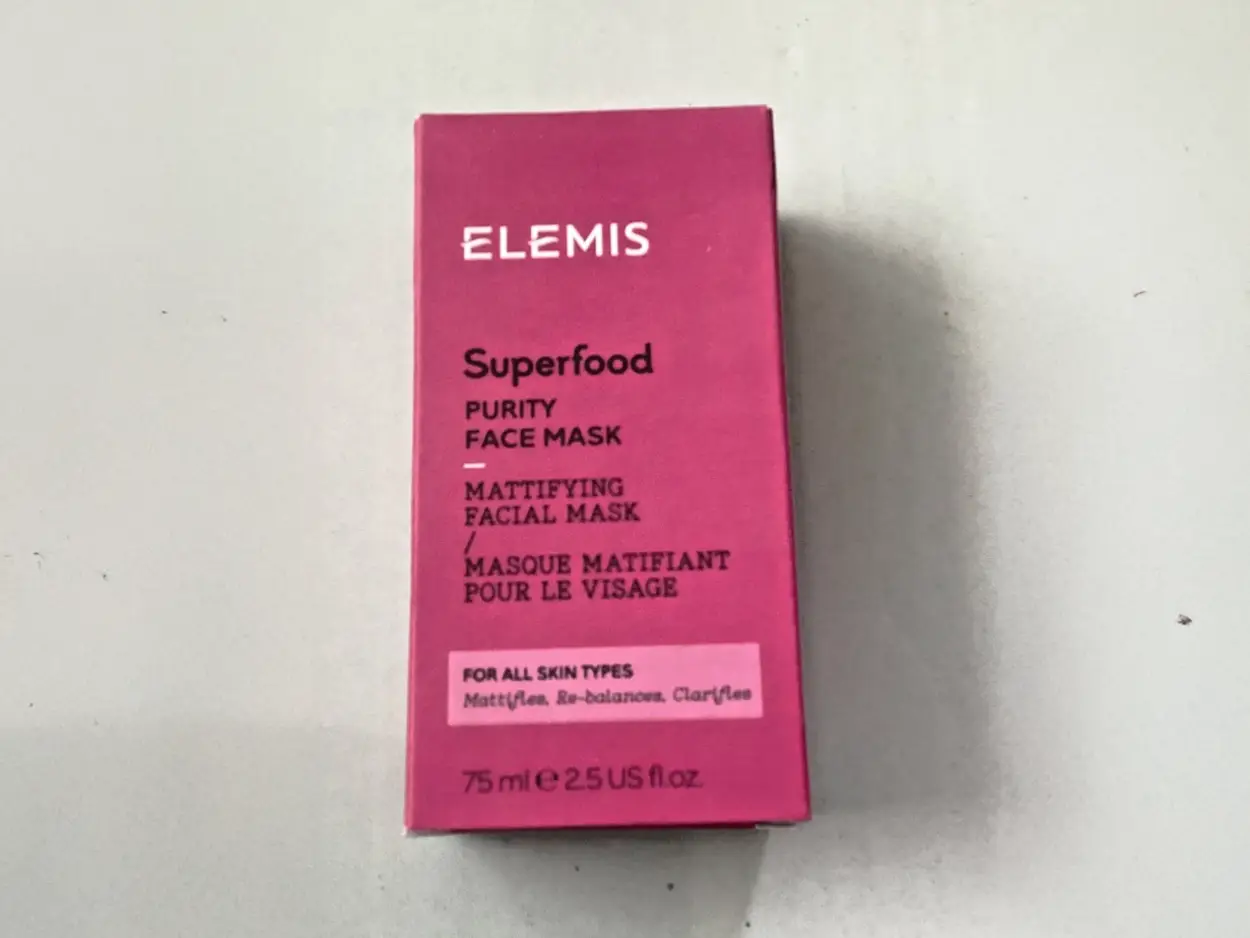 ELEMIS
Superfood
PURITY
FACE MASK
MATTIFYING
FACIAL MASK
/
MASQUE MATIFIANT
POUR LE VISAGE
FOR ALL SKIN TYPES
Mattifies, Re-balances, Clarifies
75 ml ℮ 2.5 US fl.oz.